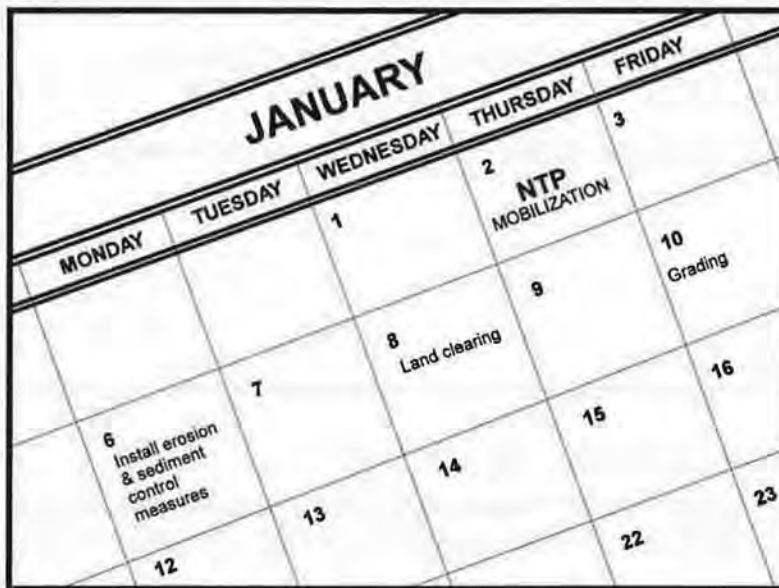 JANUARY
MONDAY TUESDAY WEDNESDAY THURSDAY FRIDAY
1
2
NTP
MOBILIZATION
3
6
Install erosion
& sediment
control
measures
7
8
Land clearing
9
10
Grading
12
13
14
15
16
22
23